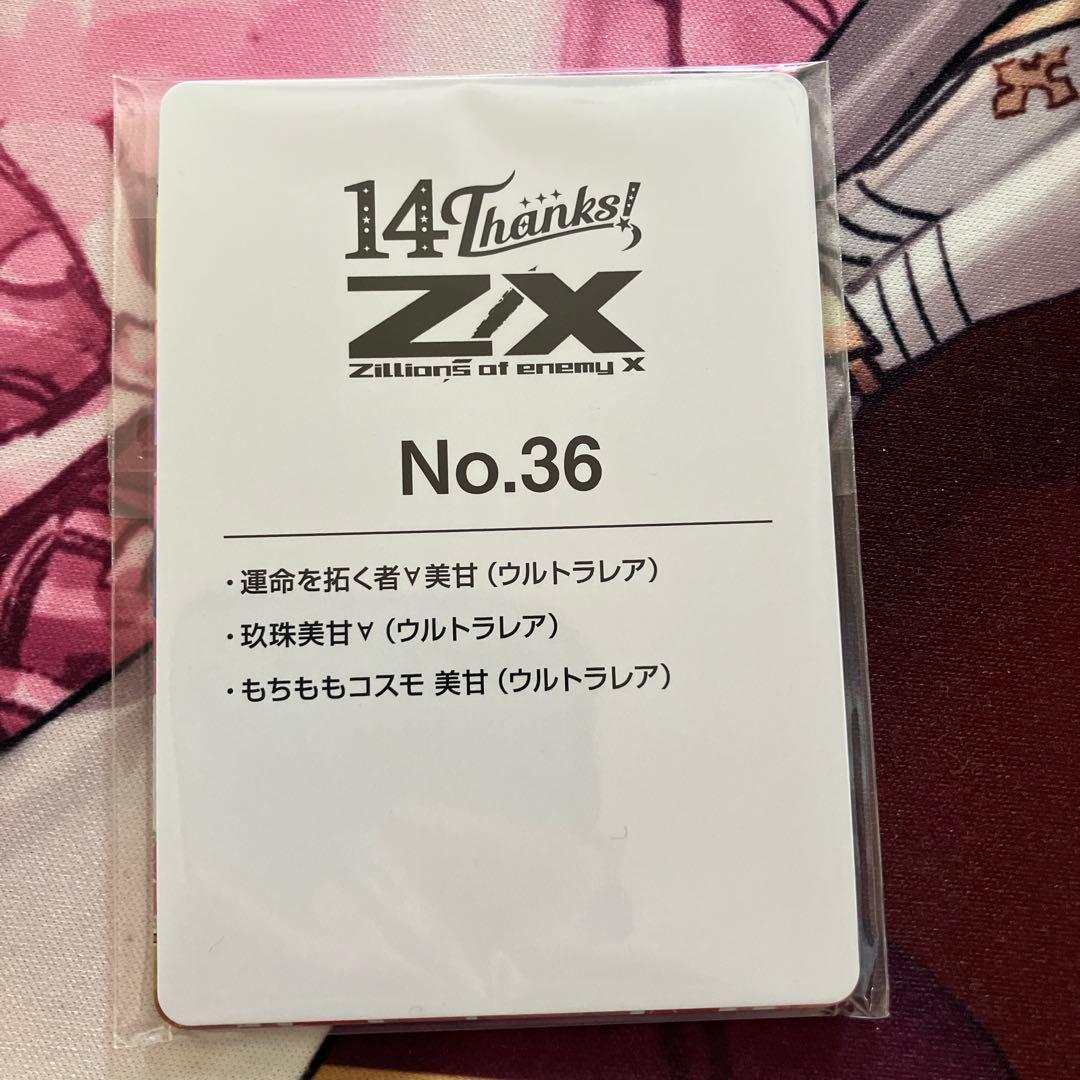 14 Thanks!
Z/X
Zillions of enemy X
No.36
・運命を拓く者∀美甘（ウルトラレア）
・玖珠美甘∀（ウルトラレア）
・もちももコスモ 美甘（ウルトラレア）